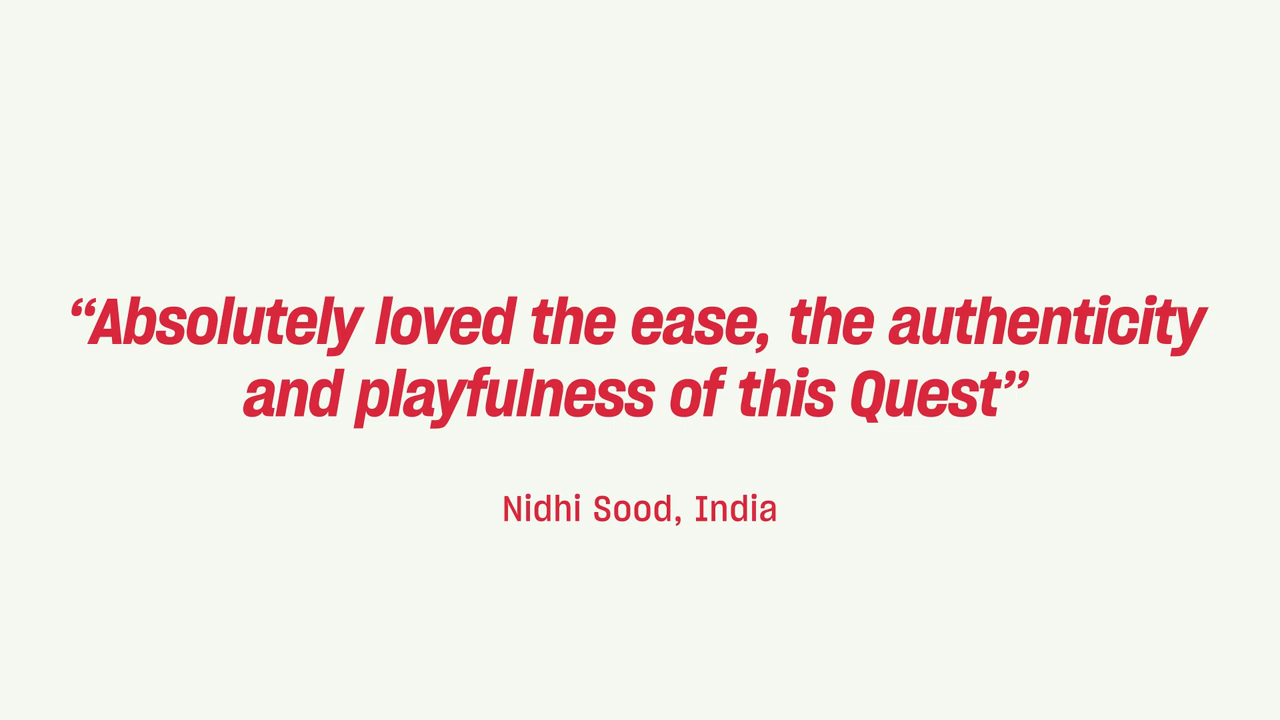 “Absolutely loved the ease, the authenticity
and playfulness of this Quest”
Nidhi Sood, India